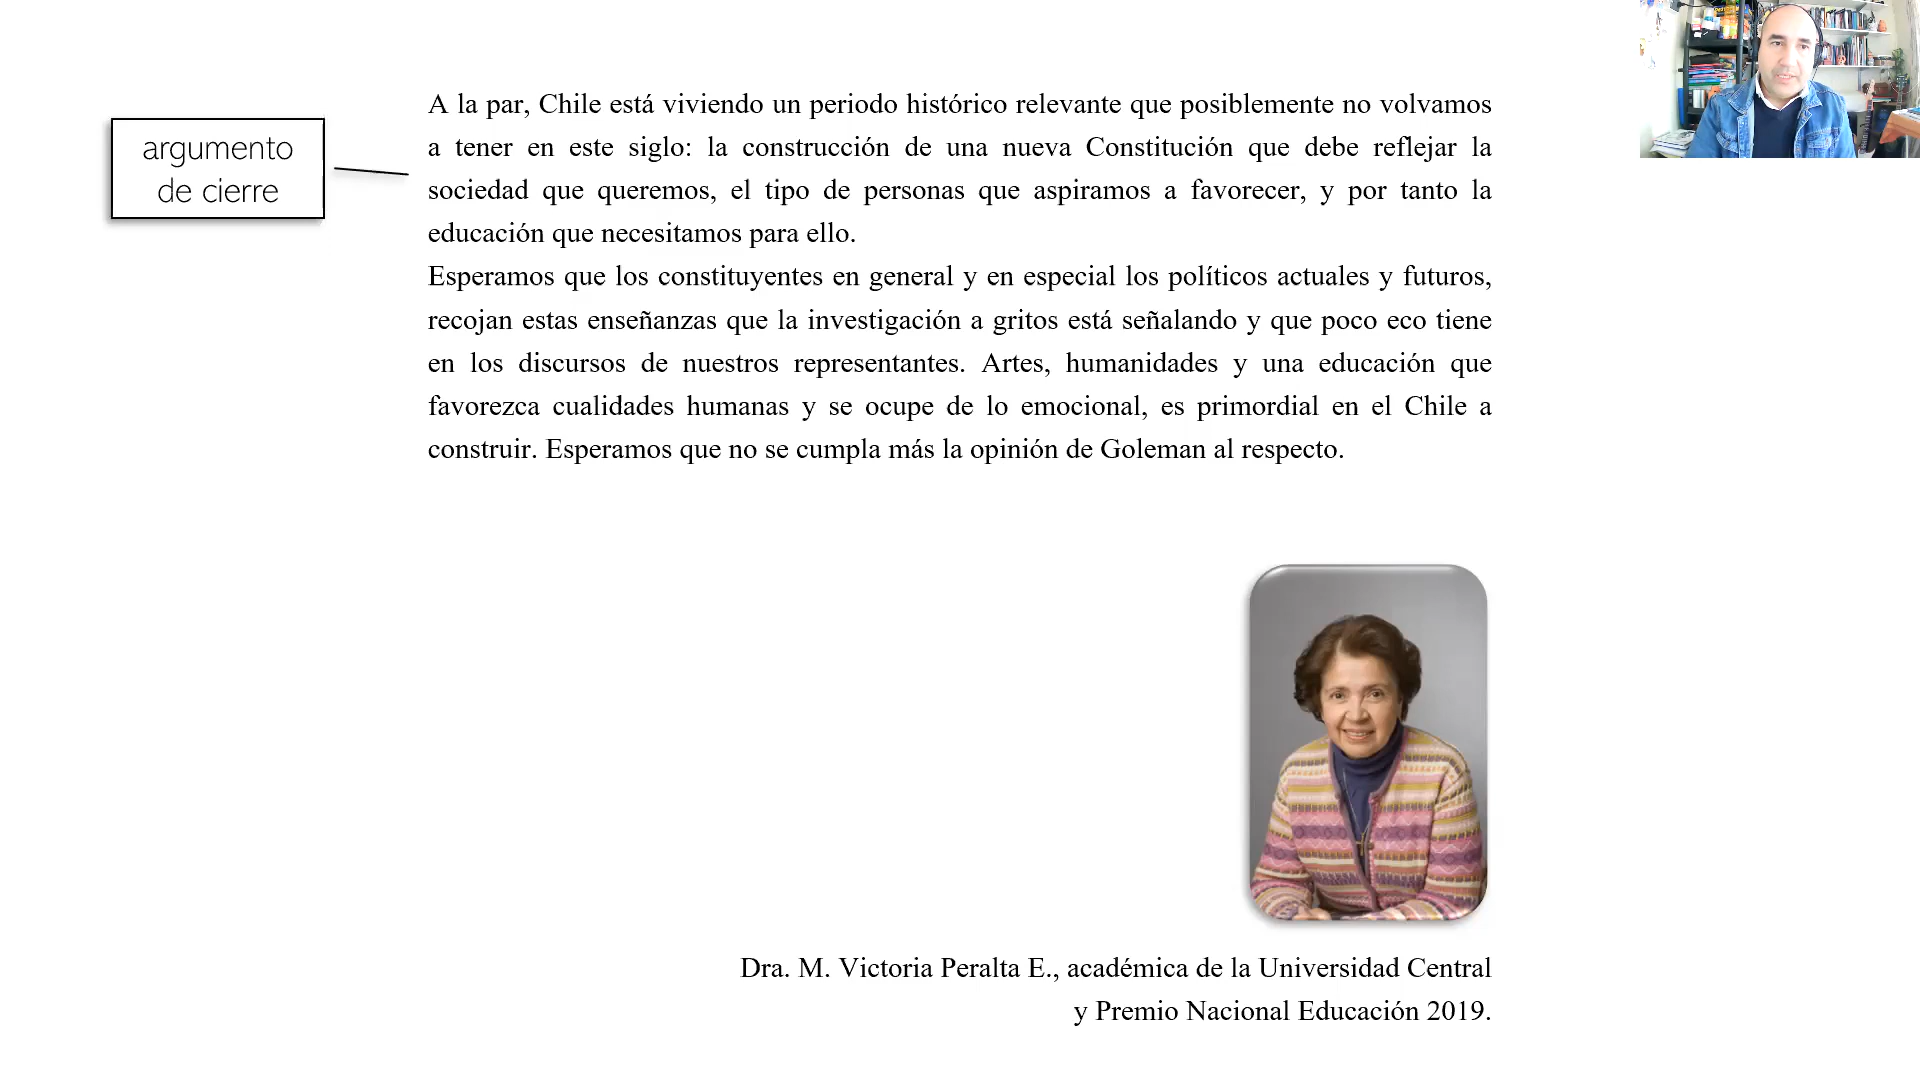 argumento
de cierre
A la par, Chile está viviendo un periodo histórico relevante que posiblemente no volvamos
a tener en este siglo: la construcción de una nueva Constitución que debe reflejar la
sociedad que queremos, el tipo de personas que aspiramos a favorecer, y por tanto la
educación que necesitamos para ello.
Esperamos que los constituyentes en general y en especial los políticos actuales y futuros,
recojan estas enseñanzas que la investigación a gritos está señalando y que poco eco tiene
en los discursos de nuestros representantes. Artes, humanidades y una educación que
favorezca cualidades humanas y se ocupe de lo emocional, es primordial en el Chile a
construir. Esperamos que no se cumpla más la opinión de Goleman al respecto.
Dra. M. Victoria Peralta E., académica de la Universidad Central
y Premio Nacional Educación 2019.